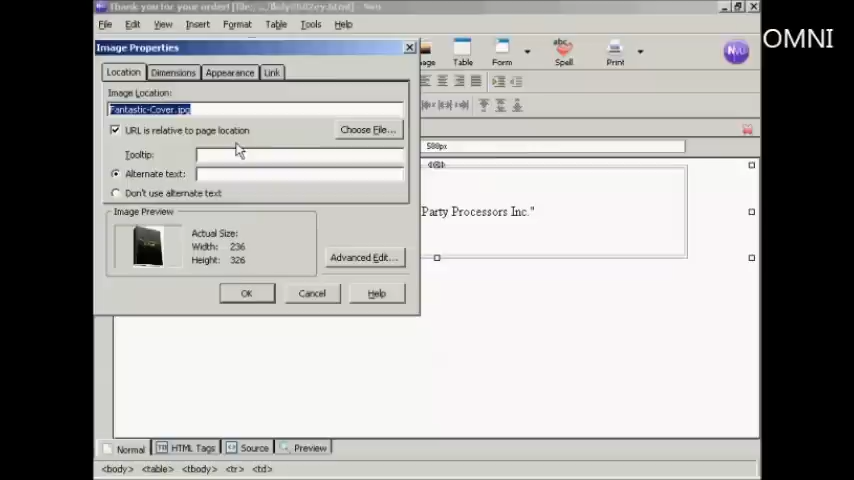 Thank you for your order!
File Edit View Insert Format Table Tools Help
OMNI
Image Properties
Table Form Spell Print
Location Dimensions Appearance Link
Image Location:
Fantastic-Cover.jpg
URL is relative to page location
Choose File...
500px
Tooltip:
Alternate text:
Don't use alternate text
Party Processors Inc."
Image Preview
Actual Size:
Width: 236
Height: 326
Advanced Edit...
OK Cancel Help
Normal HTML Tags Source Preview
<body> <table> <tbody> <tr> <td>